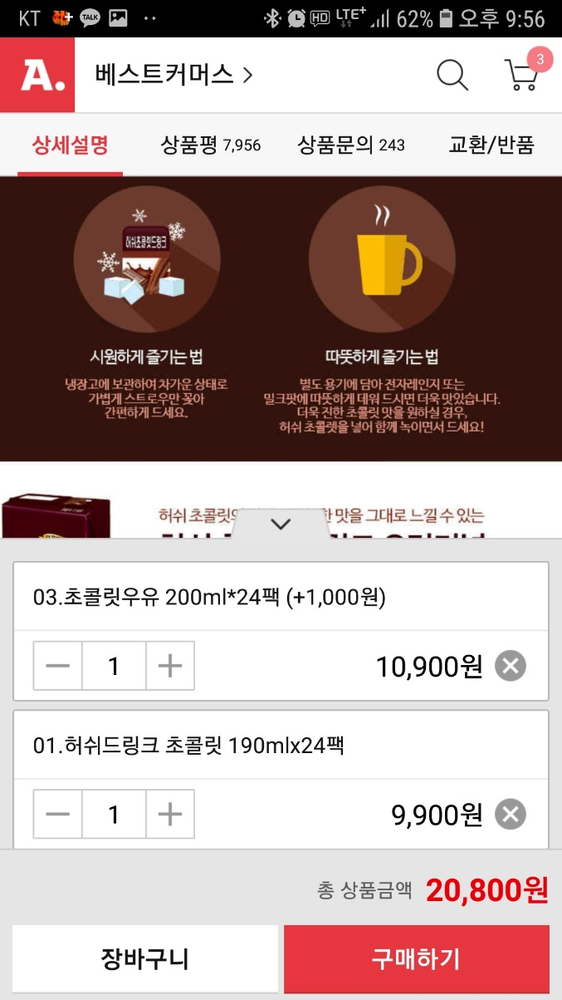 KT TALK HD LTE+ 62% 오후 9:56
A. 베스트커머스 > 3
상세설명 상품평 7,956 상품문의 243 교환/반품
허쉬초콜렛드링크
시원하게 즐기는 법
냉장고에 보관하여 차가운 상태로
가볍게 스트로우만 꽂아
간편하게 드세요.
따뜻하게 즐기는 법
별도 용기에 담아 전자레인지 또는
밀크팟에 따뜻하게 데워 드시면 더욱 맛있습니다.
더욱 진한 초콜릿 맛을 원하실 경우,
허쉬 초콜렛을 넣어 함께 녹이면서 드세요!
허쉬 초콜릿의 한 맛을 그대로 느낄 수 있는
03.초콜릿우유 200ml*24팩 (+1,000원)
1 10,900원
01.허쉬드링크 초콜릿 190mlx24팩
1 9,900원
총 상품금액 20,800원
장바구니 구매하기